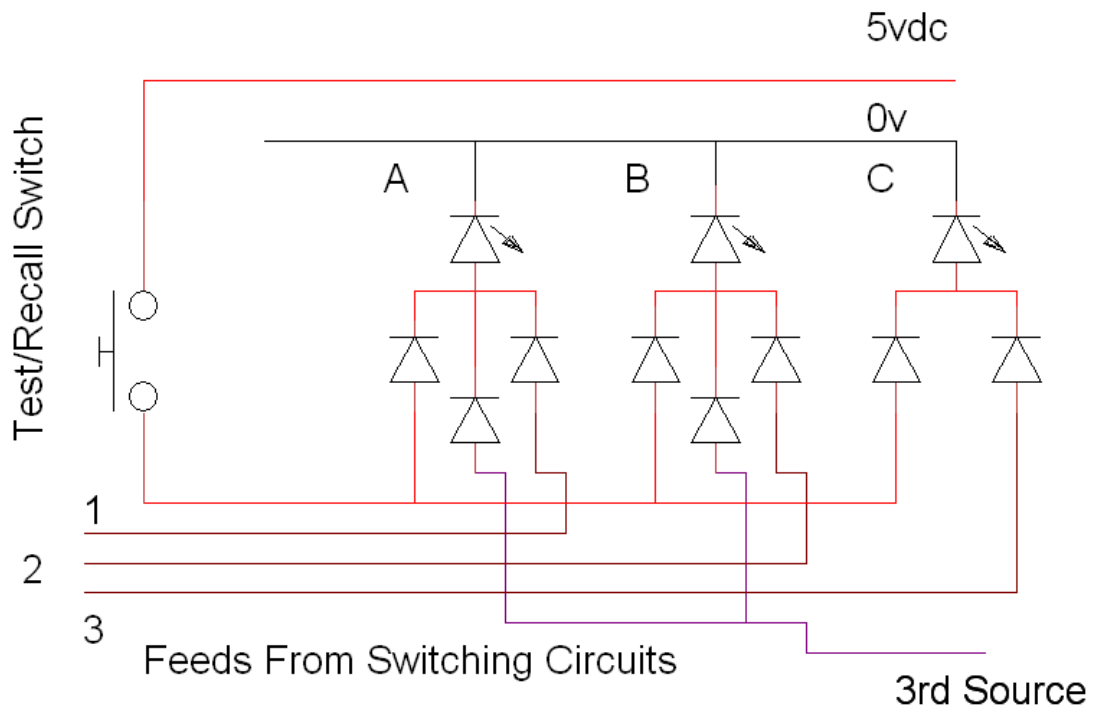 5vdc
0v
A
B
C
Test/Recall Switch
1
2
3
Feeds From Switching Circuits
3rd Source